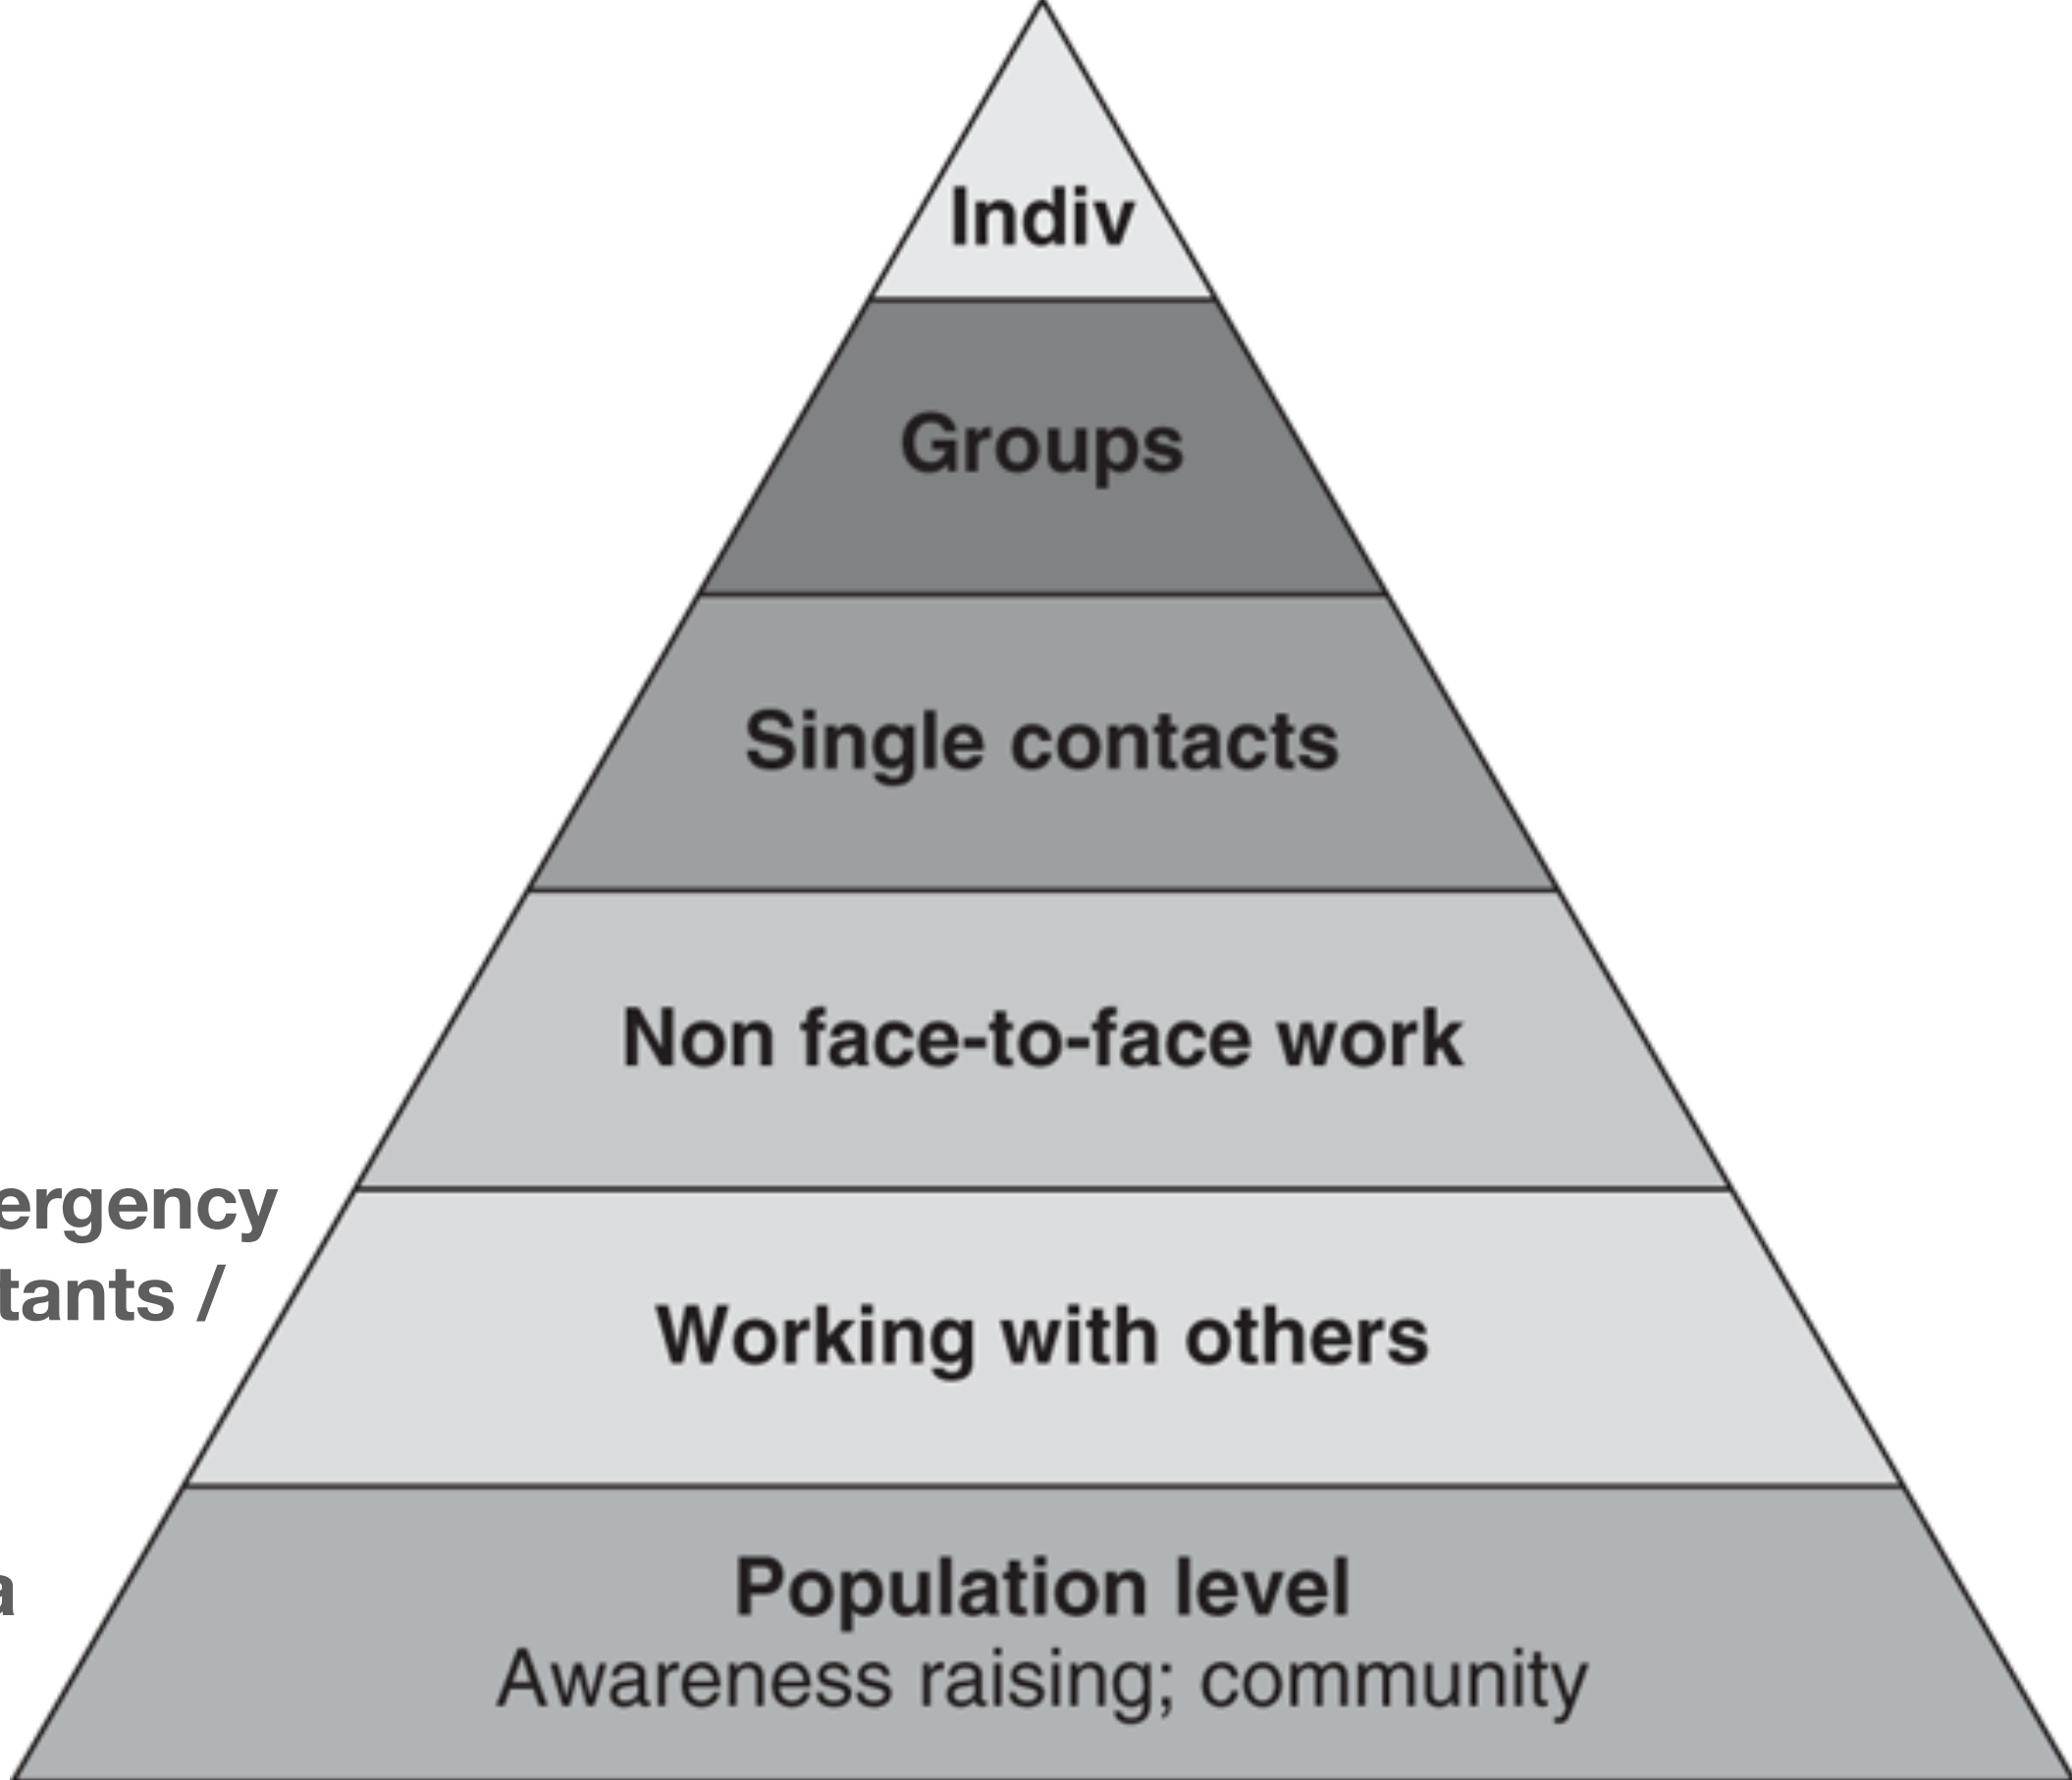 Indiv
Groups
Single contacts
Non face-to-face work
ergency
tants /
Working with others
a
Population level
Awareness raising; community